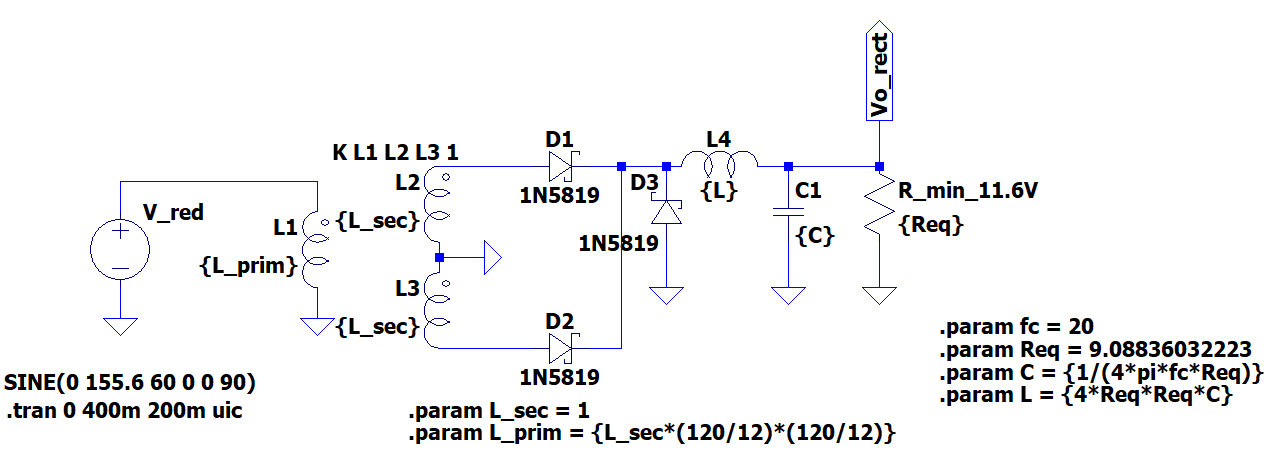 Vo_rect
D1
L4
K L1 L2 L3 1
L2
1N5819
D3
{L}
C1
R_min_11.6V
V_red
L1
{L_sec}
{Req}
{C}
1N5819
{L_prim}
L3
{L_sec}
D2
1N5819
.param fc = 20
.param Req = 9.08836032223
.param C = {1/(4*pi*fc*Req)}
.param L = {4*Req*Req*C}
SINE(0 155.6 60 0 0 90)
.tran 0 400m 200m uic
.param L_sec = 1
.param L_prim = {L_sec*(120/12)*(120/12)}